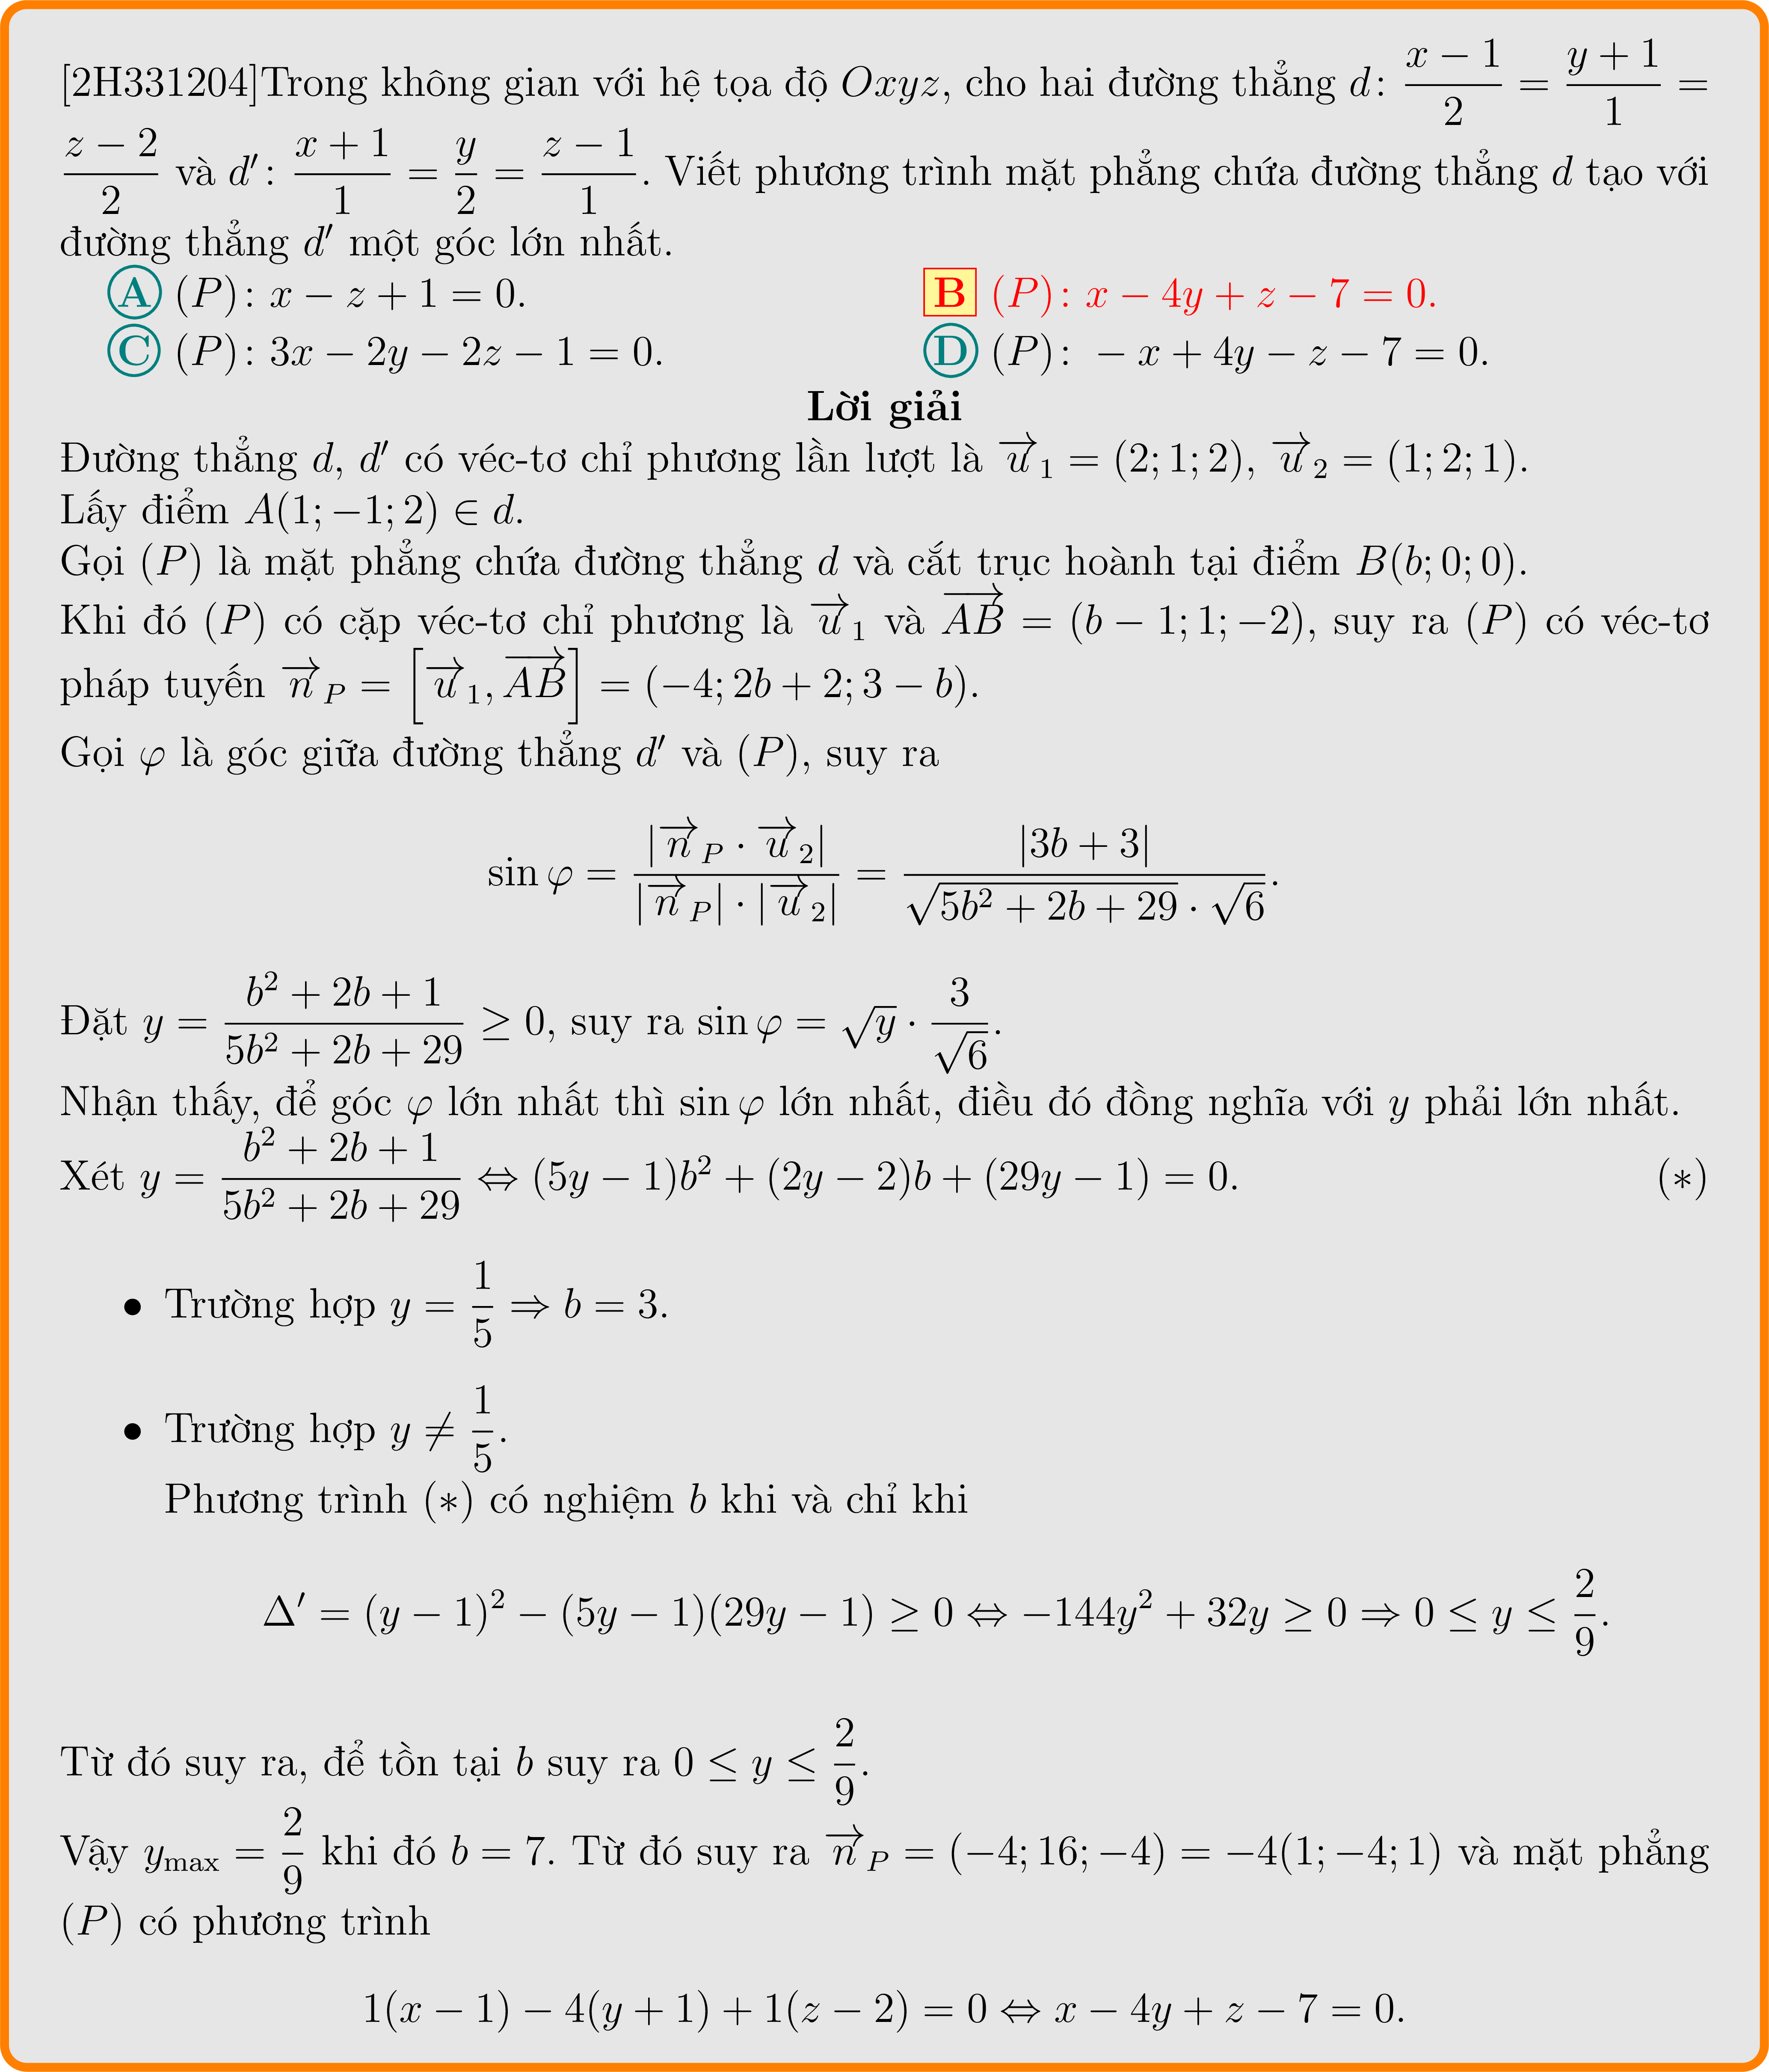 [2H331204]Trong không gian với hệ tọa độ $Oxyz$, cho hai đường thẳng $d\colon \dfrac{x-1}{2} = \dfrac{y+1}{1} =$
$\dfrac{z-2}{2}$ và $d'\colon \dfrac{x+1}{1} = \dfrac{y}{2} = \dfrac{z-1}{1}$. Viết phương trình mặt phẳng chứa đường thẳng $d$ tạo với
đường thẳng $d'$ một góc lớn nhất.
A $(P)\colon x - z + 1 = 0$. B $(P)\colon x - 4y + z - 7 = 0$.
C $(P)\colon 3x - 2y - 2z - 1 = 0$. D $(P)\colon -x + 4y - z - 7 = 0$.
Lời giải
Đường thẳng $d$, $d'$ có véc-tơ chỉ phương lần lượt là $\overrightarrow{u}_1 = (2; 1; 2)$, $\overrightarrow{u}_2 = (1; 2; 1)$.
Lấy điểm $A(1; -1; 2) \in d$.
Gọi $(P)$ là mặt phẳng chứa đường thẳng $d$ và cắt trục hoành tại điểm $B(b; 0; 0)$.
Khi đó $(P)$ có cặp véc-tơ chỉ phương là $\overrightarrow{u}_1$ và $\overrightarrow{AB} = (b - 1; 1; -2)$, suy ra $(P)$ có véc-tơ
pháp tuyến $\overrightarrow{n}_P = \left[\overrightarrow{u}_1, \overrightarrow{AB}\right] = (-4; 2b + 2; 3 - b)$.
Gọi $\varphi$ là góc giữa đường thẳng $d'$ và $(P)$, suy ra
$\sin\varphi = \dfrac{|\overrightarrow{n}_P \cdot \overrightarrow{u}_2|}{|\overrightarrow{n}_P| \cdot |\overrightarrow{u}_2|} = \dfrac{|3b + 3|}{\sqrt{5b^2 + 2b + 29} \cdot \sqrt{6}}$.
Đặt $y = \dfrac{b^2 + 2b + 1}{5b^2 + 2b + 29} \geq 0$, suy ra $\sin\varphi = \sqrt{y} \cdot \dfrac{3}{\sqrt{6}}$.
Nhận thấy, để góc $\varphi$ lớn nhất thì $\sin\varphi$ lớn nhất, điều đó đồng nghĩa với $y$ phải lớn nhất.
Xét $y = \dfrac{b^2 + 2b + 1}{5b^2 + 2b + 29} \Leftrightarrow (5y - 1)b^2 + (2y - 2)b + (29y - 1) = 0$. $(*)$
• Trường hợp $y = \dfrac{1}{5} \Rightarrow b = 3$.
• Trường hợp $y \neq \dfrac{1}{5}$.
Phương trình $(*)$ có nghiệm $b$ khi và chỉ khi
$\Delta' = (y - 1)^2 - (5y - 1)(29y - 1) \geq 0 \Leftrightarrow -144y^2 + 32y \geq 0 \Rightarrow 0 \leq y \leq \dfrac{2}{9}$.
Từ đó suy ra, để tồn tại $b$ suy ra $0 \leq y \leq \dfrac{2}{9}$.
Vậy $y_{\max} = \dfrac{2}{9}$ khi đó $b = 7$. Từ đó suy ra $\overrightarrow{n}_P = (-4; 16; -4) = -4(1; -4; 1)$ và mặt phẳng
$(P)$ có phương trình
$1(x - 1) - 4(y + 1) + 1(z - 2) = 0 \Leftrightarrow x - 4y + z - 7 = 0$.